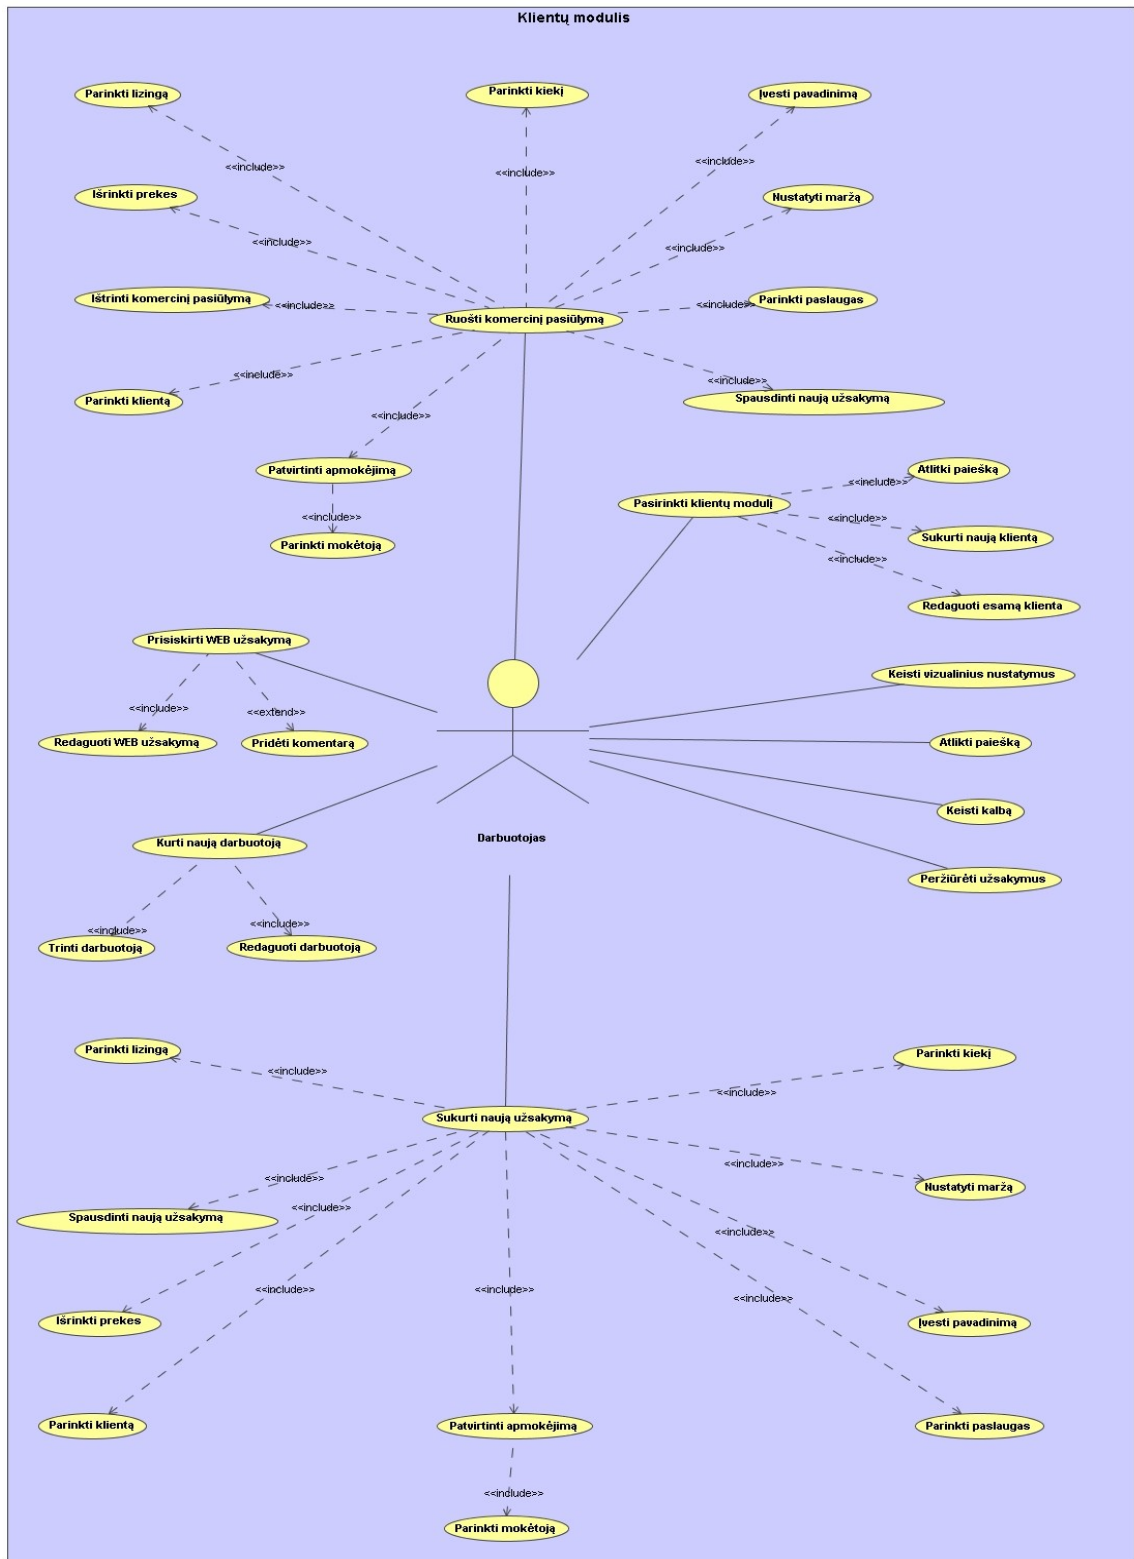 Klientų modulis
Parinkti lizingą
Parinkti kiekį
Įvesti pavadinimą
<<include>>
<<include>>
<<include>>
Išrinkti prekes
Nustatyti maržą
<<include>>
<<include>>
Ištrinti komercinį pasiūlymą
<<include>>
<<include>>
Parinkti paslaugas
Ruošti komercinį pasiūlymą
<<include>>
<<include>>
Parinkti klientą
Spausdinti naują užsakymą
<<include>>
Patvirtinti apmokėjimą
Atlitki paiešką
<<include>>
Pasirinkti klientų modulį
<<include>>
<<include>>
Parinkti mokėtoją
Sukurti naują klientą
<<include>>
Redaguoti esamą klienta
Prisiskirti WEB užsakymą
Keisti vizualinius nustatymus
<<include>>
<<extend>>
Redaguoti WEB užsakymą
Pridėti komentarą
Atlikti paiešką
Keisti kalbą
Darbuotojas
Kurti naują darbuotoją
Peržiūrėti užsakymus
<<include>>
<<include>>
Trinti darbuotoją
Redaguoti darbuotoją
Parinkti lizingą
Parinkti kiekį
<<include>>
<<include>>
Sukurti naują užsakymą
<<include>>
<<include>>
Nustatyti maržą
<<include>>
Spausdinti naują užsakymą
<<include>>
<<include>>
<<include>>
<<include>>
Išrinkti prekes
Įvesti pavadinimą
Parinkti klientą
Patvirtinti apmokėjimą
Parinkti paslaugas
<<include>>
Parinkti mokėtoją